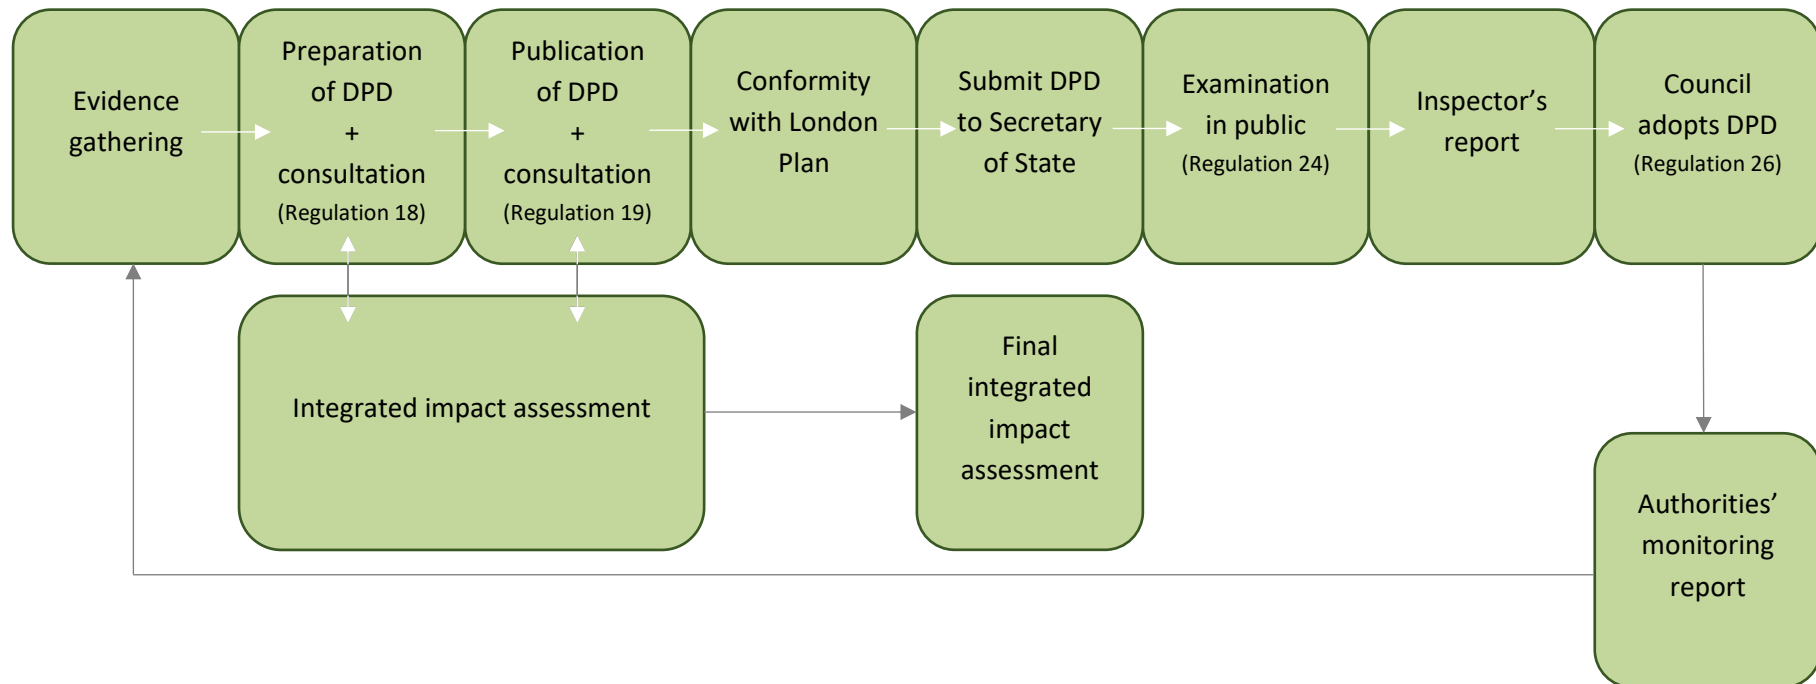 Evidence
gathering
Preparation
of DPD
+
consultation
(Regulation 18)
Publication
of DPD
+
consultation
(Regulation 19)
Conformity
with London
Plan
Submit DPD
to Secretary
of State
Examination
in public
(Regulation 24)
Inspector’s
report
Council
adopts DPD
(Regulation 26)
Integrated impact assessment
Final
integrated
impact
assessment
Authorities’
monitoring
report